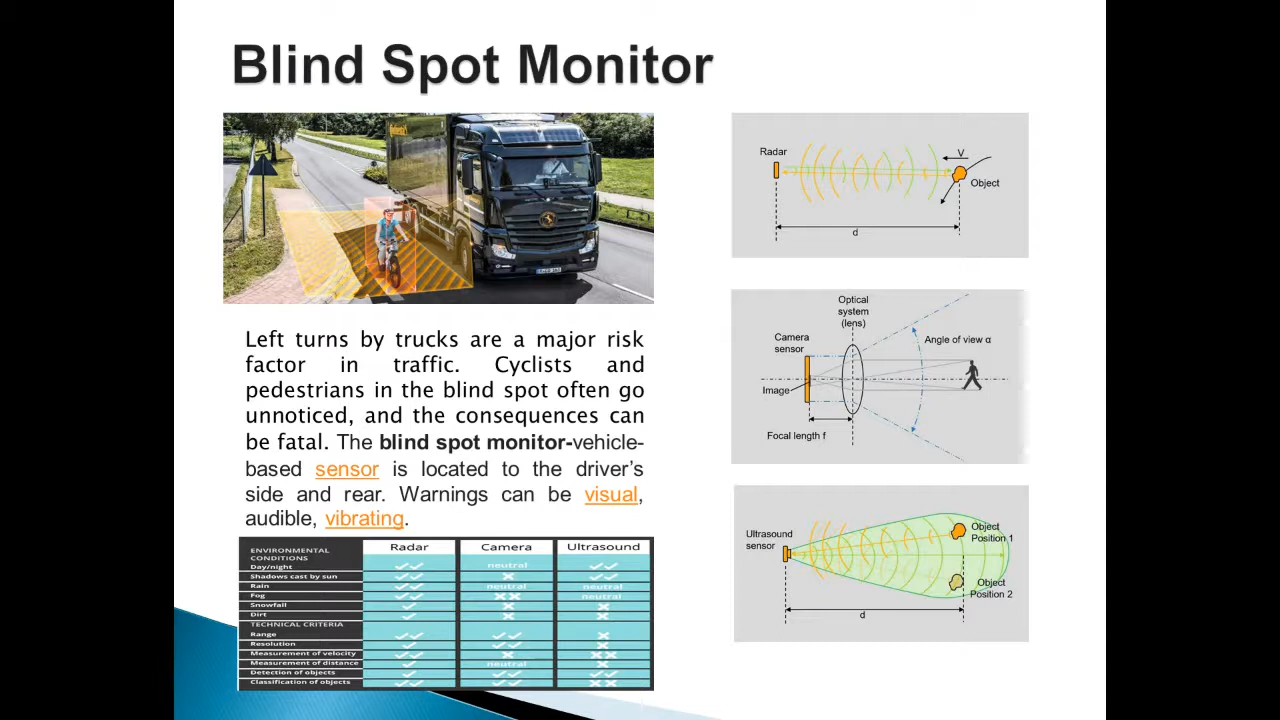 Blind Spot Monitor
Left turns by trucks are a major risk
factor in traffic. Cyclists and
pedestrians in the blind spot often go
unnoticed, and the consequences can
be fatal. The blind spot monitor-vehicle-
based sensor is located to the driver’s
side and rear. Warnings can be visual,
audible, vibrating.
ENVIRONMENTAL CONDITIONS Radar Camera Ultrasound
Day/night neutral
Shadows cast by sun
Rain neutral neutral
Fog neutral
Snowfall
Dirt
TECHNICAL CRITERIA
Range
Resolution
Measurement of velocity
Measurement of distance neutral
Detection of objects
Classification of objects
Radar
V
Object
d
Optical
system
(lens)
Camera
sensor
Angle of view α
Image
Focal length f
Ultrasound
sensor
Object
Position 1
Object
Position 2
d